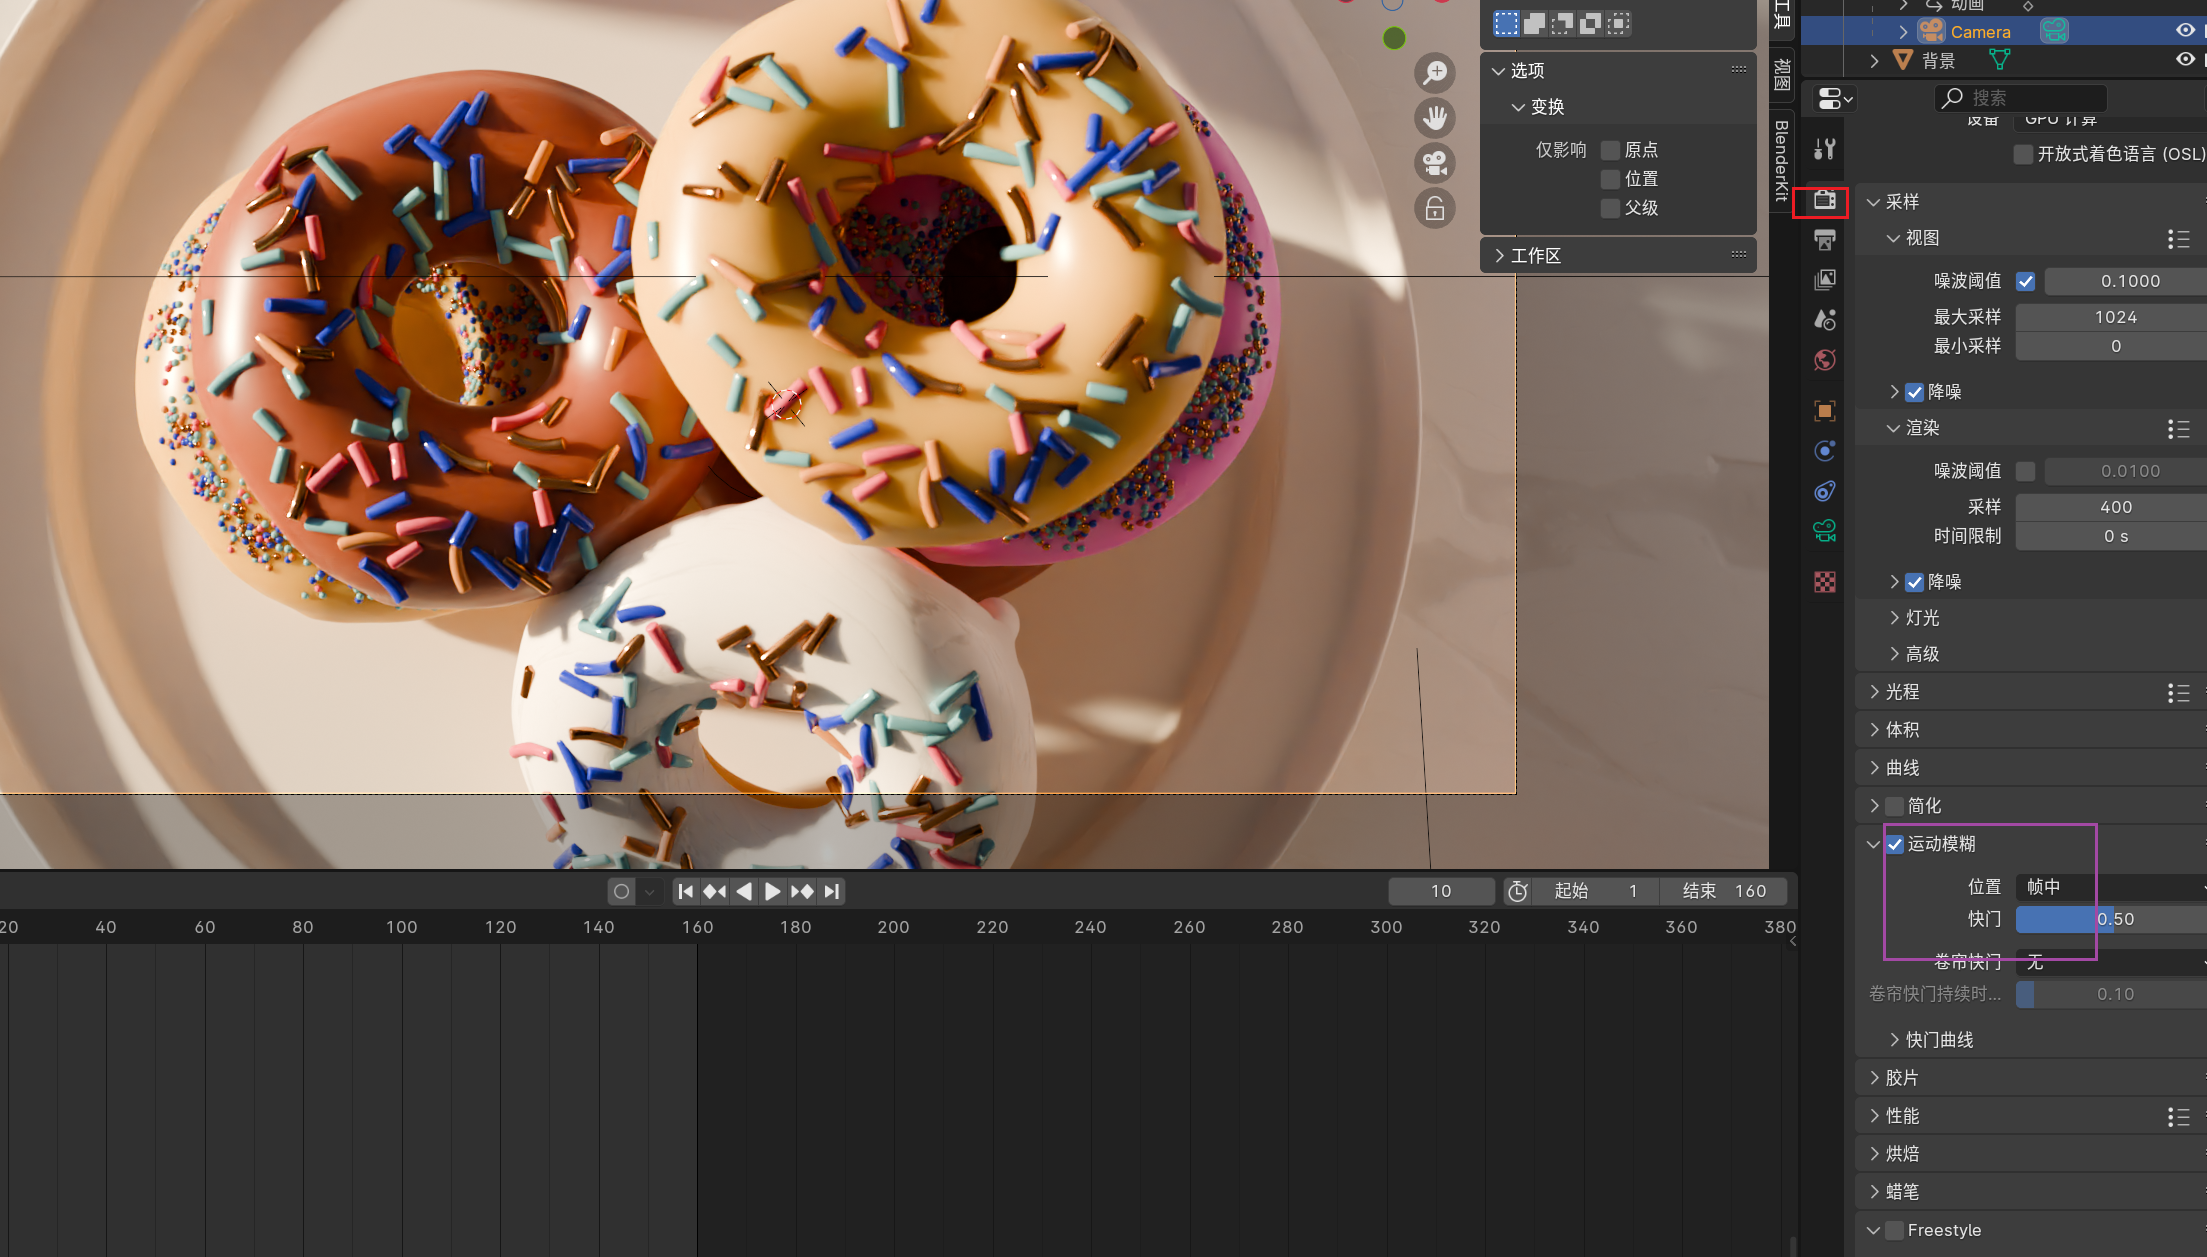 动画
Camera
背景
工具
视图
BlenderKit
选项
变换
仅影响 原点
位置
父级
工作区
搜索
设备 GPU 计算
开放式着色语言 (OSL)
采样
视图
噪波阈值 0.1000
最大采样 1024
最小采样 0
降噪
渲染
噪波阈值 0.0100
采样 400
时间限制 0 s
降噪
灯光
高级
光程
体积
曲线
简化
运动模糊
位置 帧中
快门 0.50
卷帘快门 无
卷帘快门持续时... 0.10
快门曲线
胶片
性能
烘焙
蜡笔
Freestyle
10 起始 1 结束 160
20 40 60 80 100 120 140 160 180 200 220 240 260 280 300 320 340 360 380